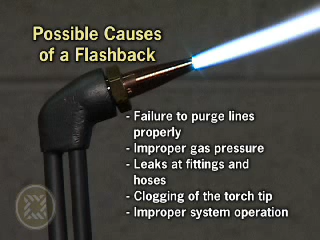 Possible Causes
of a Flashback
- Failure to purge lines
properly
- Improper gas pressure
- Leaks at fittings and
hoses
- Clogging of the torch tip
- Improper system operation